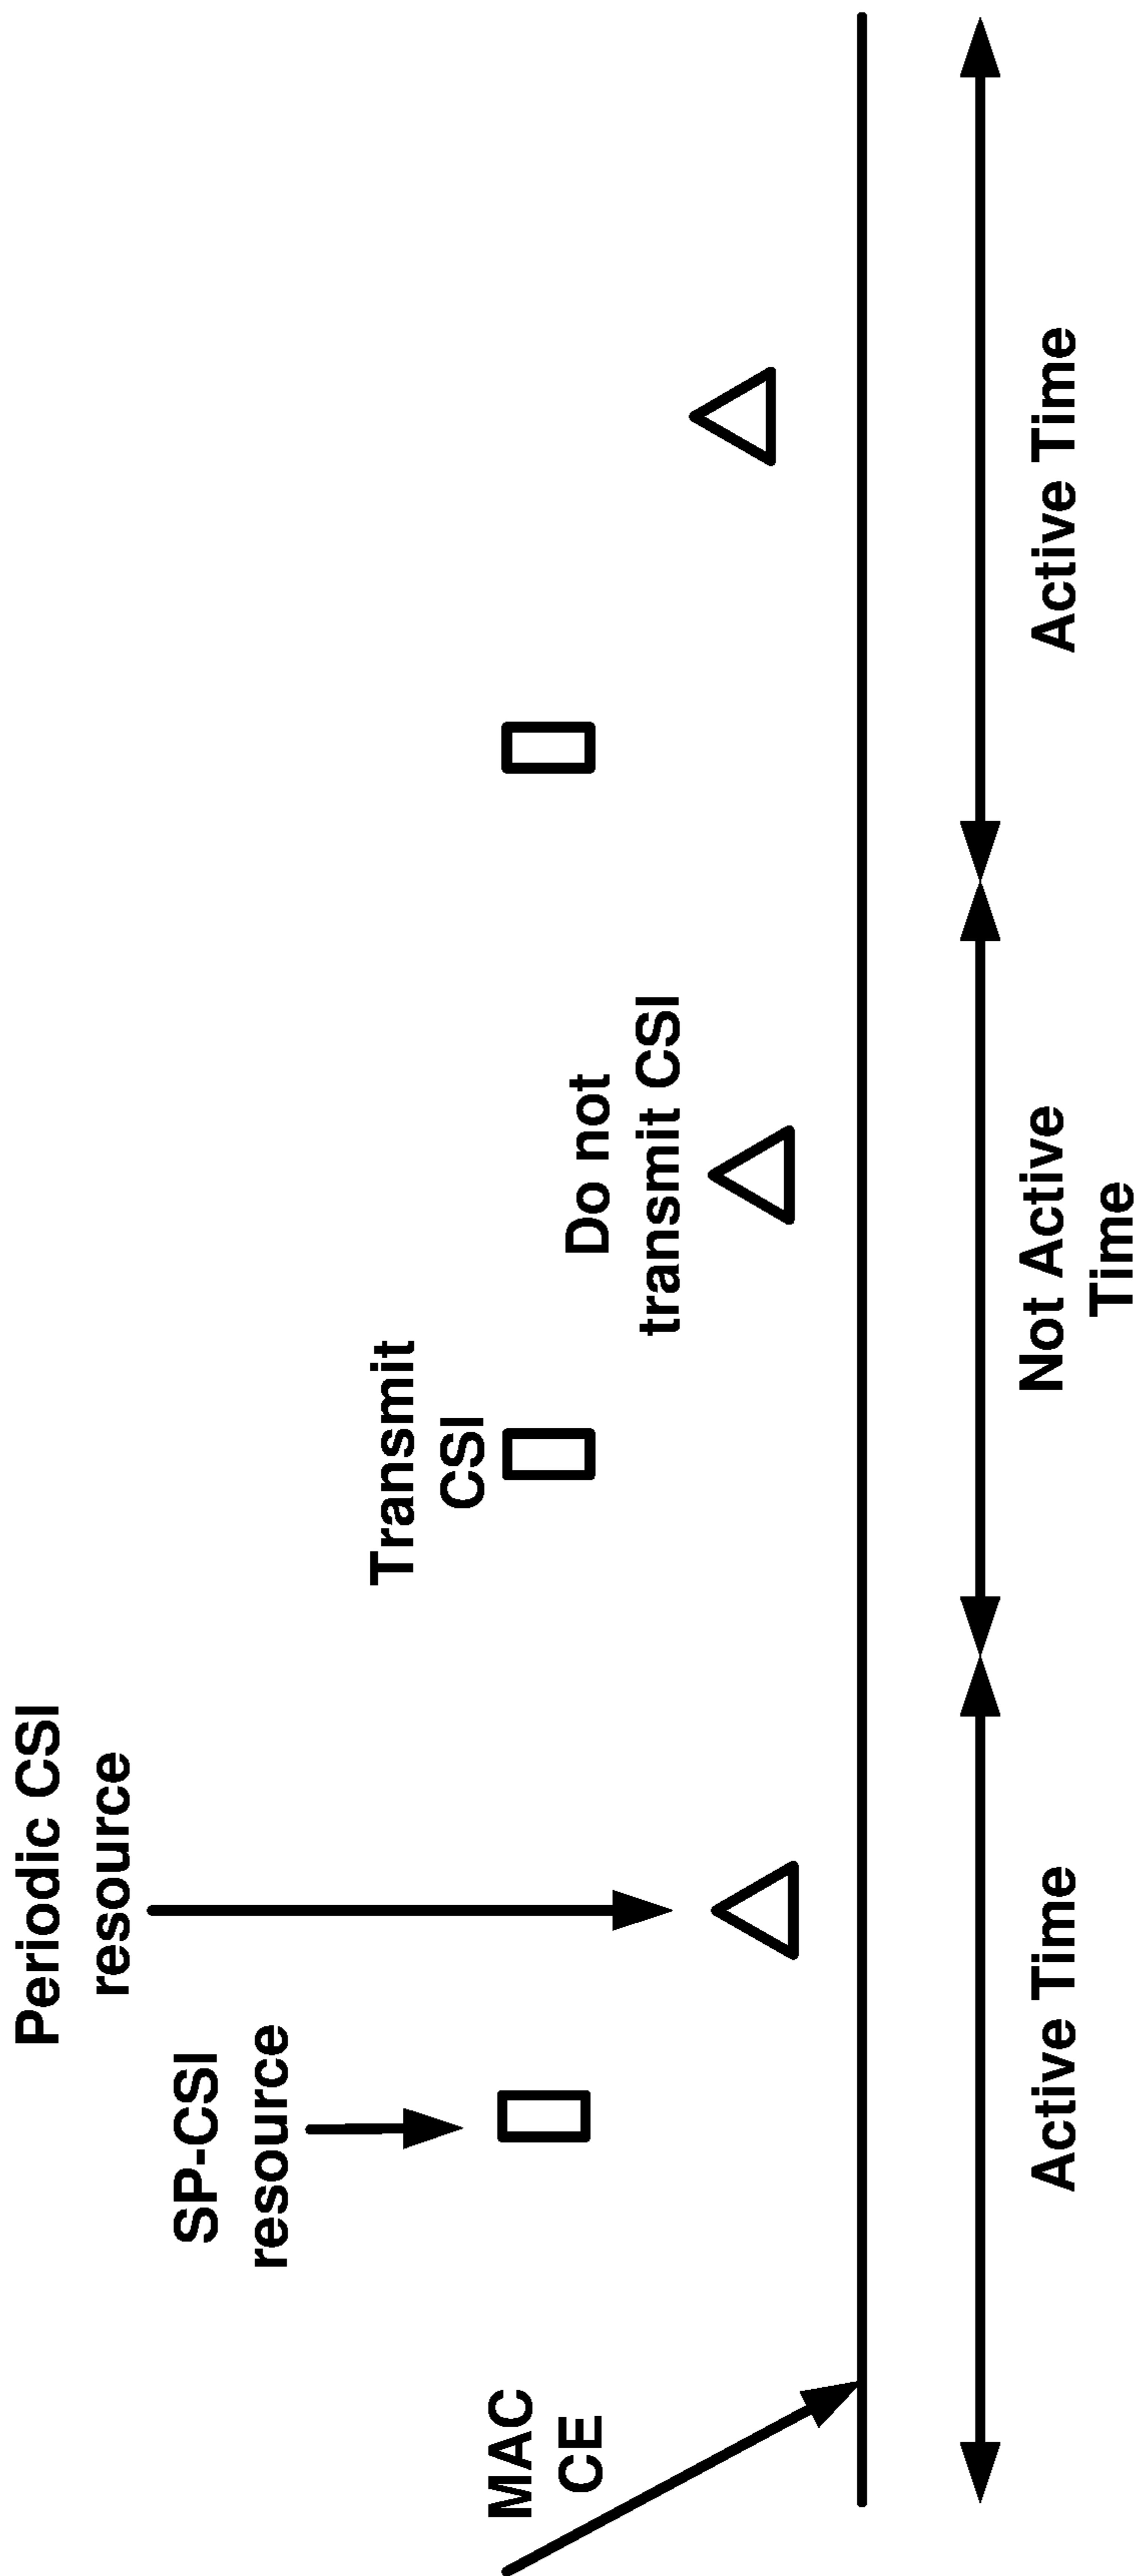 MAC
CE
SP-CSI
resource
Periodic CSI
resource
Transmit
CSI
Do not
transmit CSI
Active Time
Not Active
Time
Active Time